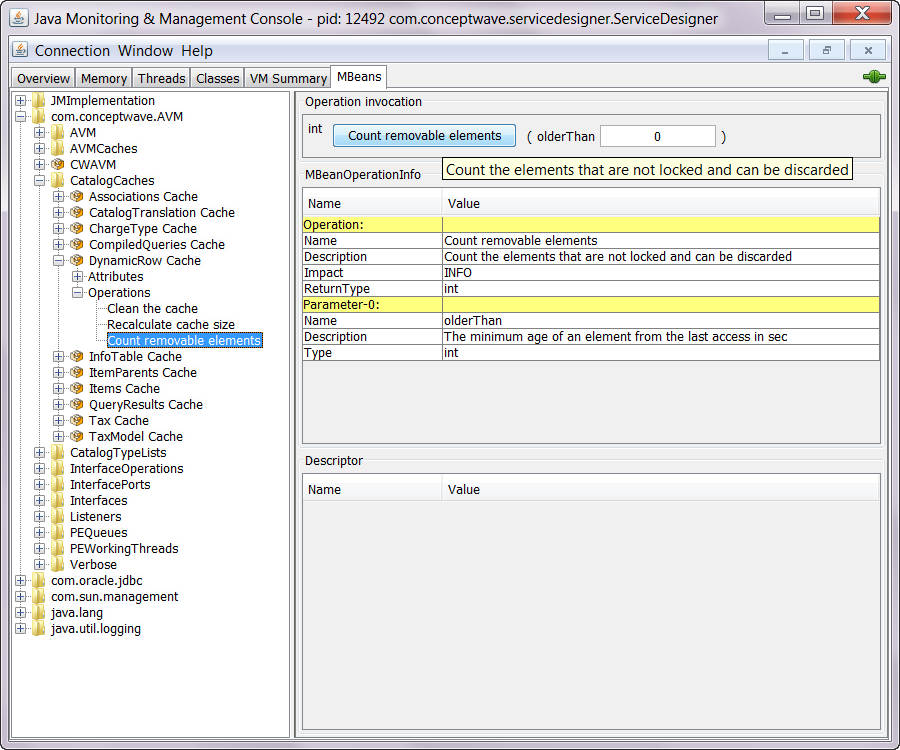 Java Monitoring & Management Console - pid: 12492 com.conceptwave.servicedesigner.ServiceDesigner
Connection Window Help
Overview Memory Threads Classes VM Summary MBeans
JMImplementation
com.conceptwave.AVM
AVM
AVMCaches
CWAVM
CatalogCaches
Associations Cache
CatalogTranslation Cache
ChargeType Cache
CompiledQueries Cache
DynamicRow Cache
Attributes
Operations
Clean the cache
Recalculate cache size
Count removable elements
InfoTable Cache
ItemParents Cache
Items Cache
QueryResults Cache
Tax Cache
TaxModel Cache
CatalogTypeLists
InterfaceOperations
InterfacePorts
Interfaces
Listeners
PEQueues
PEWorkingThreads
Verbose
com.oracle.jdbc
com.sun.management
java.lang
java.util.logging
Operation invocation
int Count removable elements ( olderThan 0 )
Count the elements that are not locked and can be discarded
MBeanOperationInfo
Name Value
Operation:
Name Count removable elements
Description Count the elements that are not locked and can be discarded
Impact INFO
ReturnType int
Parameter-0:
Name olderThan
Description The minimum age of an element from the last access in sec
Type int
Descriptor
Name Value